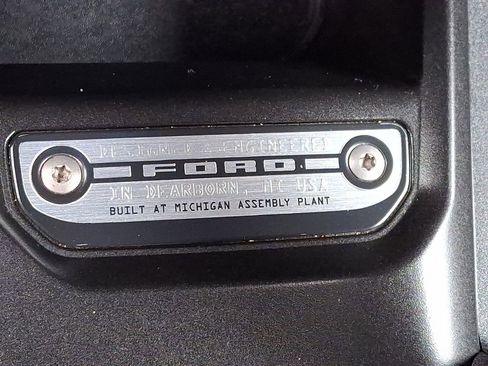 DESIGNED & ENGINEERED
FORD
IN DEARBORN, MI USA
BUILT AT MICHIGAN ASSEMBLY PLANT